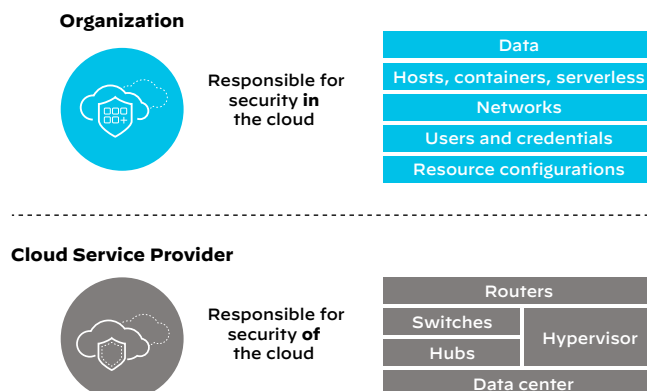 Organization
Responsible for
security in
the cloud
Data
Hosts, containers, serverless
Networks
Users and credentials
Resource configurations
Cloud Service Provider
Responsible for
security of
the cloud
Routers
Switches
Hubs
Hypervisor
Data center